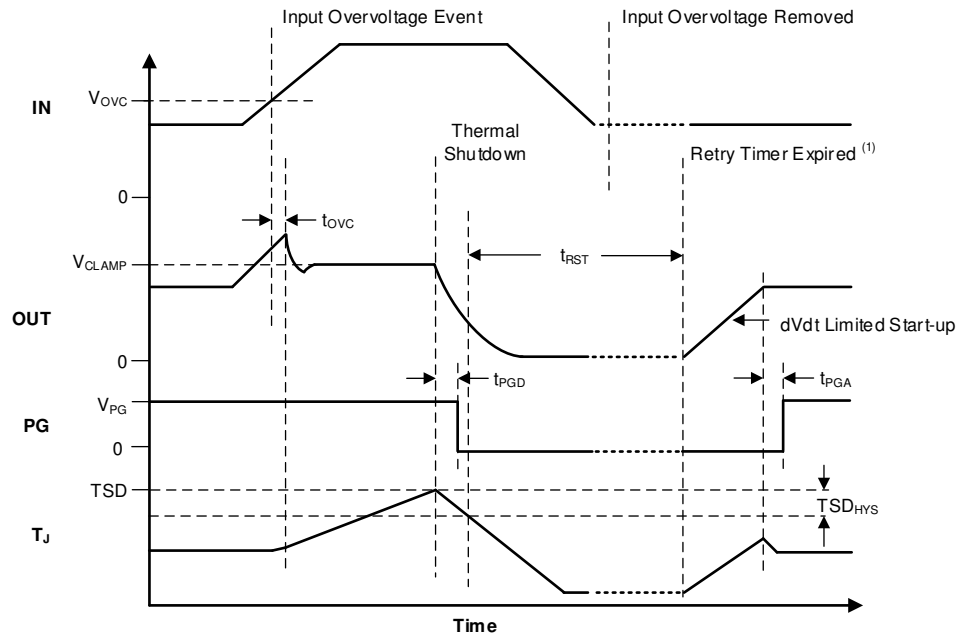 Input Overvoltage Event
Input Overvoltage Removed
VOVC
IN
Thermal
Shutdown
Retry Timer Expired (1)
0
tOVC
VCLAMP
tRST
OUT
dVdt Limited Start-up
0
tPGD
tPGA
VPG
PG
0
TSD
TSDHYS
TJ
Time